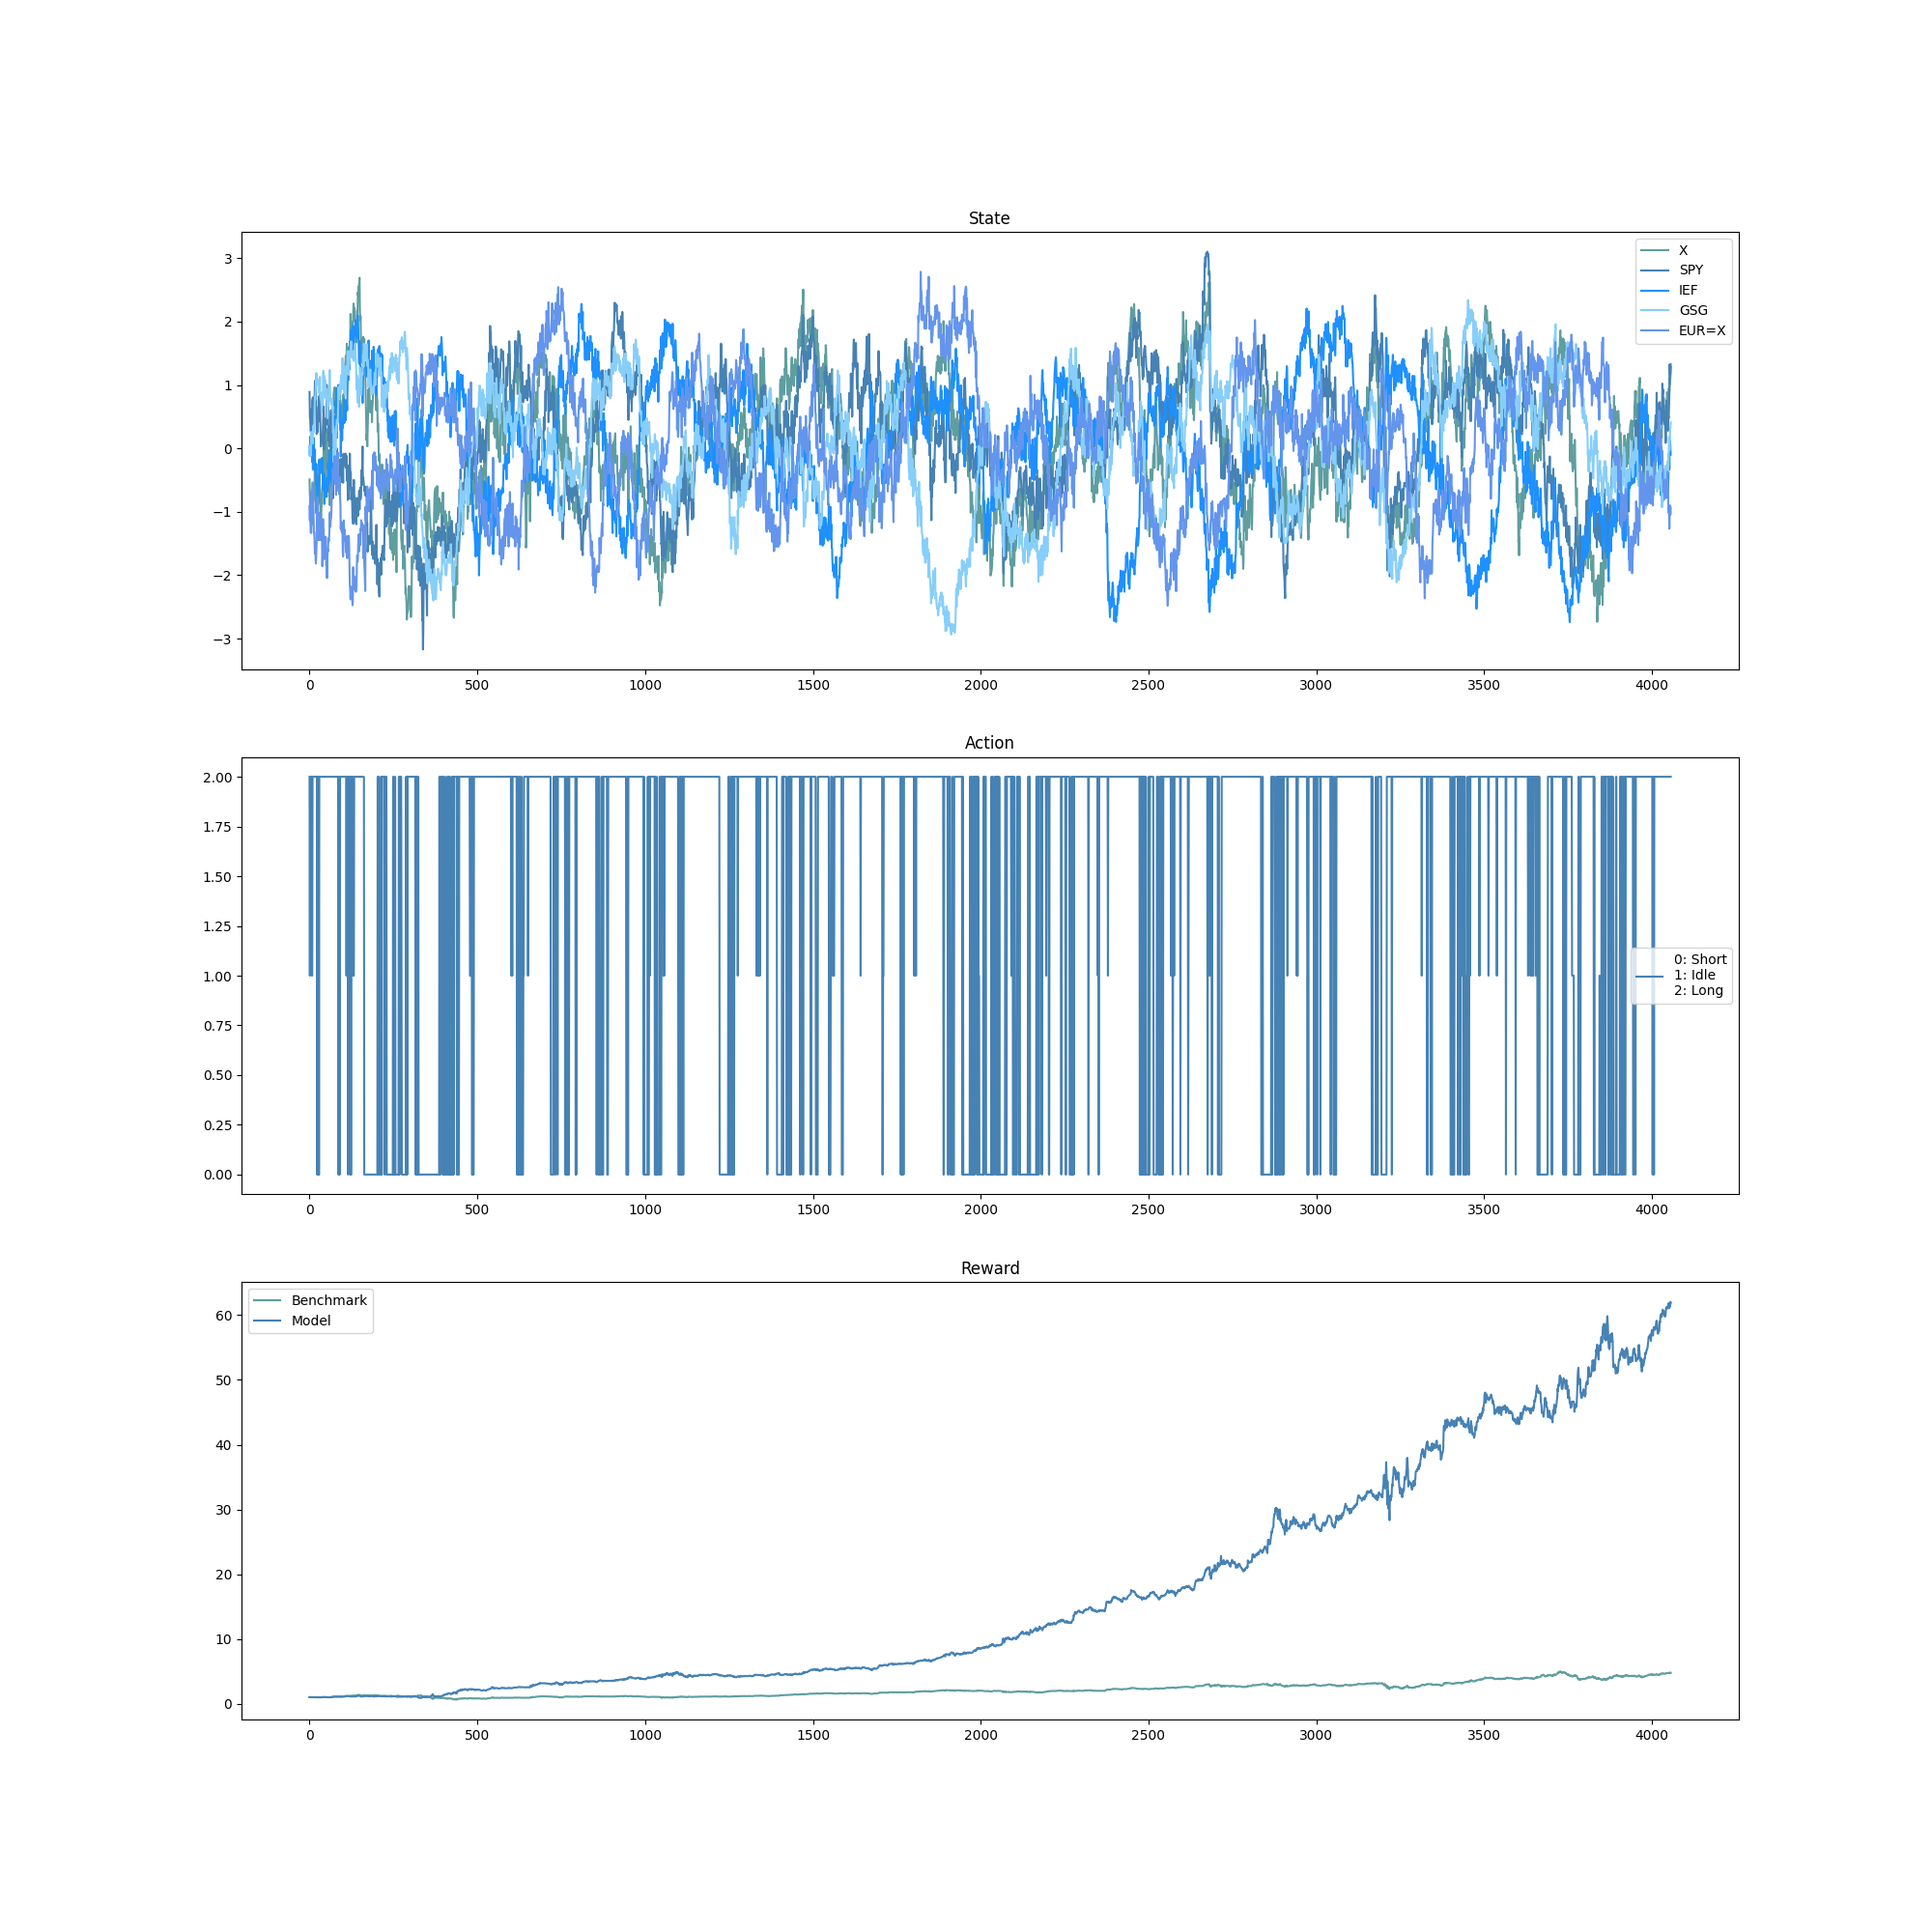 State
3
2
1
0
−1
−2
−3
X
SPY
IEF
GSG
EUR=X
0 500 1000 1500 2000 2500 3000 3500 4000
Action
2.00
1.75
1.50
1.25
1.00
0.75
0.50
0.25
0.00
0: Short
1: Idle
2: Long
0 500 1000 1500 2000 2500 3000 3500 4000
Reward
Benchmark
Model
60
50
40
30
20
10
0
0 500 1000 1500 2000 2500 3000 3500 4000